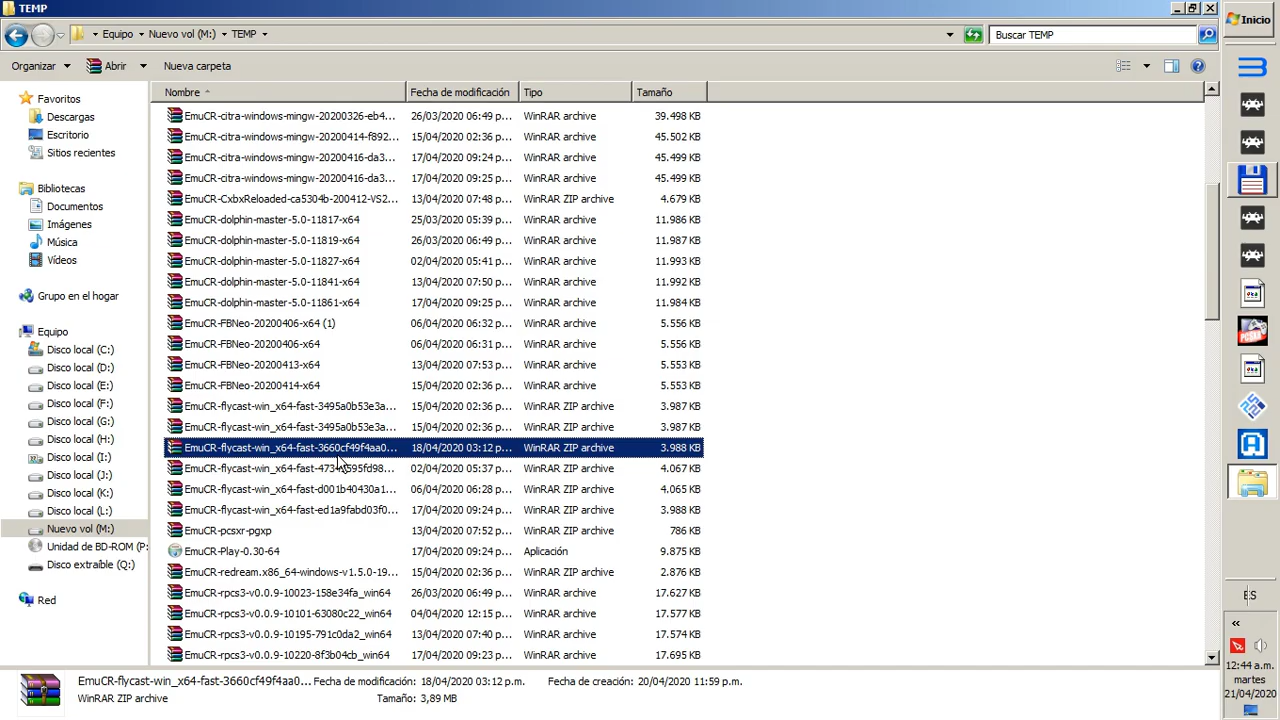 TEMP
Equipo Nuevo vol (M:) TEMP
Buscar TEMP
Organizar Abrir Nueva carpeta
Nombre Fecha de modificación Tipo Tamaño
Favoritos
Descargas
Escritorio
Sitios recientes
Bibliotecas
Documentos
Imágenes
Música
Vídeos
Grupo en el hogar
Equipo
Disco local (C:)
Disco local (D:)
Disco local (E:)
Disco local (F:)
Disco local (G:)
Disco local (H:)
Disco local (I:)
Disco local (J:)
Disco local (K:)
Disco local (L:)
Nuevo vol (M:)
Unidad de BD-ROM (P:
Disco extraíble (Q:)
Red
EmuCR-citra-windows-mingw-20200326-eb4... 26/03/2020 06:49 p... WinRAR archive 39.498 KB
EmuCR-citra-windows-mingw-20200414-f892... 15/04/2020 02:36 p... WinRAR archive 45.502 KB
EmuCR-citra-windows-mingw-20200416-da3... 17/04/2020 09:24 p... WinRAR archive 45.499 KB
EmuCR-citra-windows-mingw-20200416-da3... 17/04/2020 09:25 p... WinRAR archive 45.499 KB
EmuCR-CxbxReloaded-ca5304b-200412-VS2... 13/04/2020 07:48 p... WinRAR ZIP archive 4.679 KB
EmuCR-dolphin-master-5.0-11817-x64 25/03/2020 05:39 p... WinRAR archive 11.986 KB
EmuCR-dolphin-master-5.0-11819-x64 26/03/2020 06:49 p... WinRAR archive 11.987 KB
EmuCR-dolphin-master-5.0-11827-x64 02/04/2020 05:41 p... WinRAR archive 11.993 KB
EmuCR-dolphin-master-5.0-11841-x64 13/04/2020 07:50 p... WinRAR archive 11.992 KB
EmuCR-dolphin-master-5.0-11861-x64 17/04/2020 09:25 p... WinRAR archive 11.984 KB
EmuCR-FBNeo-20200406-x64 (1) 06/04/2020 06:32 p... WinRAR archive 5.556 KB
EmuCR-FBNeo-20200406-x64 06/04/2020 06:31 p... WinRAR archive 5.556 KB
EmuCR-FBNeo-20200413-x64 13/04/2020 07:53 p... WinRAR archive 5.553 KB
EmuCR-FBNeo-20200414-x64 15/04/2020 02:36 p... WinRAR archive 5.553 KB
EmuCR-flycast-win_x64-fast-3495a0b53e3a... 15/04/2020 02:36 p... WinRAR ZIP archive 3.987 KB
EmuCR-flycast-win_x64-fast-3495a0b53e3a... 15/04/2020 02:36 p... WinRAR ZIP archive 3.987 KB
EmuCR-flycast-win_x64-fast-3660cf49f4aa0... 18/04/2020 03:12 p... WinRAR ZIP archive 3.988 KB
02/04/2020 05:37 p... WinRAR ZIP archive 4.067 KB
EmuCR-flycast-win_x64-fast-d001b40430a1... 06/04/2020 06:28 p... WinRAR ZIP archive 4.065 KB
EmuCR-flycast-win_x64-fast-ed1a9fabd03f0... 17/04/2020 09:24 p... WinRAR ZIP archive 3.988 KB
EmuCR-pcsxr-pgxp 13/04/2020 07:52 p... WinRAR ZIP archive 786 KB
EmuCR-Play-0.30-64 17/04/2020 09:24 p... Aplicación 9.875 KB
EmuCR-redream.x86_64-windows-v1.5.0-19... 15/04/2020 02:36 p... WinRAR ZIP archive 2.876 KB
EmuCR-rpcs3-v0.0.9-10023-158e34fa_win64 26/03/2020 06:49 p... WinRAR archive 17.627 KB
EmuCR-rpcs3-v0.0.9-10101-63080c22_win64 04/04/2020 12:15 p... WinRAR archive 17.577 KB
EmuCR-rpcs3-v0.0.9-10195-791c0da2_win64 13/04/2020 07:40 p... WinRAR archive 17.574 KB
EmuCR-rpcs3-v0.0.9-10220-8f3b04cb_win64 17/04/2020 09:23 p... WinRAR archive 17.695 KB
EmuCR-flycast-win_x64-fast-3660cf49f4aa0... Fecha de modificación: 18/04/2020 03:12 p.m. Fecha de creación: 20/04/2020 11:59 p.m.
WinRAR ZIP archive Tamaño: 3,89 MB
Inicio
ES
12:44 a.m.
martes
21/04/2020